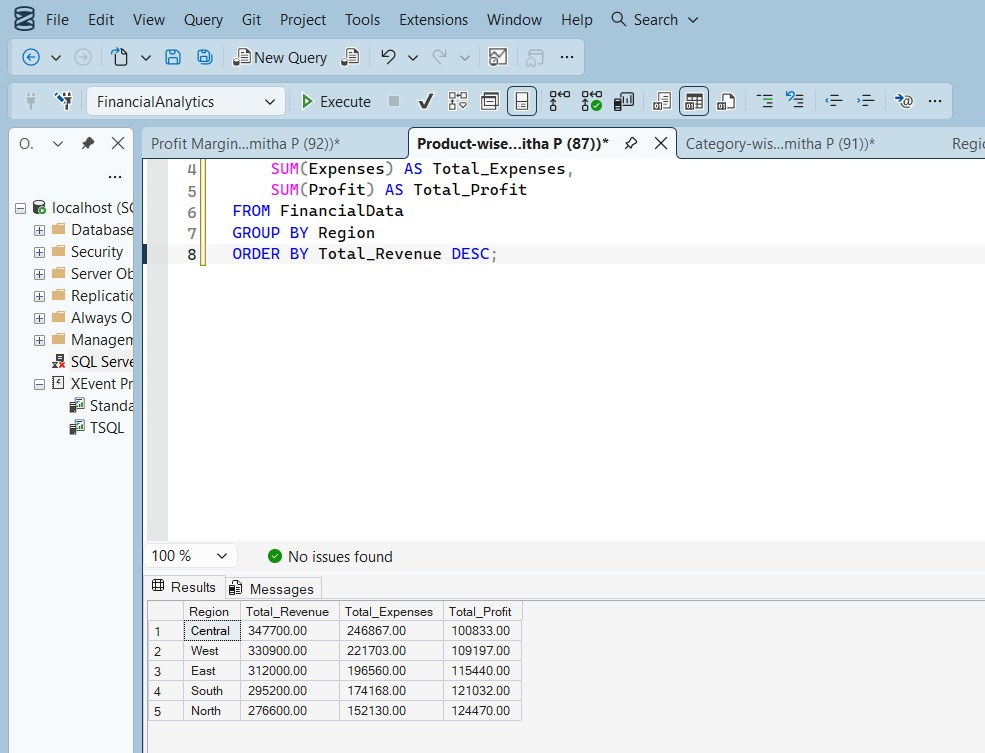 File Edit View Query Git Project Tools Extensions Window Help Search
New Query
FinancialAnalytics Execute
O.
Profit Margin...mitha P (92))* Product-wise...itha P (87))* Category-wis...mitha P (91))* Regi
localhost (SC
Database
Security
Server Ob
Replicatic
Always O
Managem
SQL Serve
XEvent Pr
Standa
TSQL
4 SUM(Expenses) AS Total_Expenses,
5 SUM(Profit) AS Total_Profit
6 FROM FinancialData
7 GROUP BY Region
8 ORDER BY Total_Revenue DESC;
100 % No issues found
Results Messages
Region Total_Revenue Total_Expenses Total_Profit
1 Central 347700.00 246867.00 100833.00
2 West 330900.00 221703.00 109197.00
3 East 312000.00 196560.00 115440.00
4 South 295200.00 174168.00 121032.00
5 North 276600.00 152130.00 124470.00